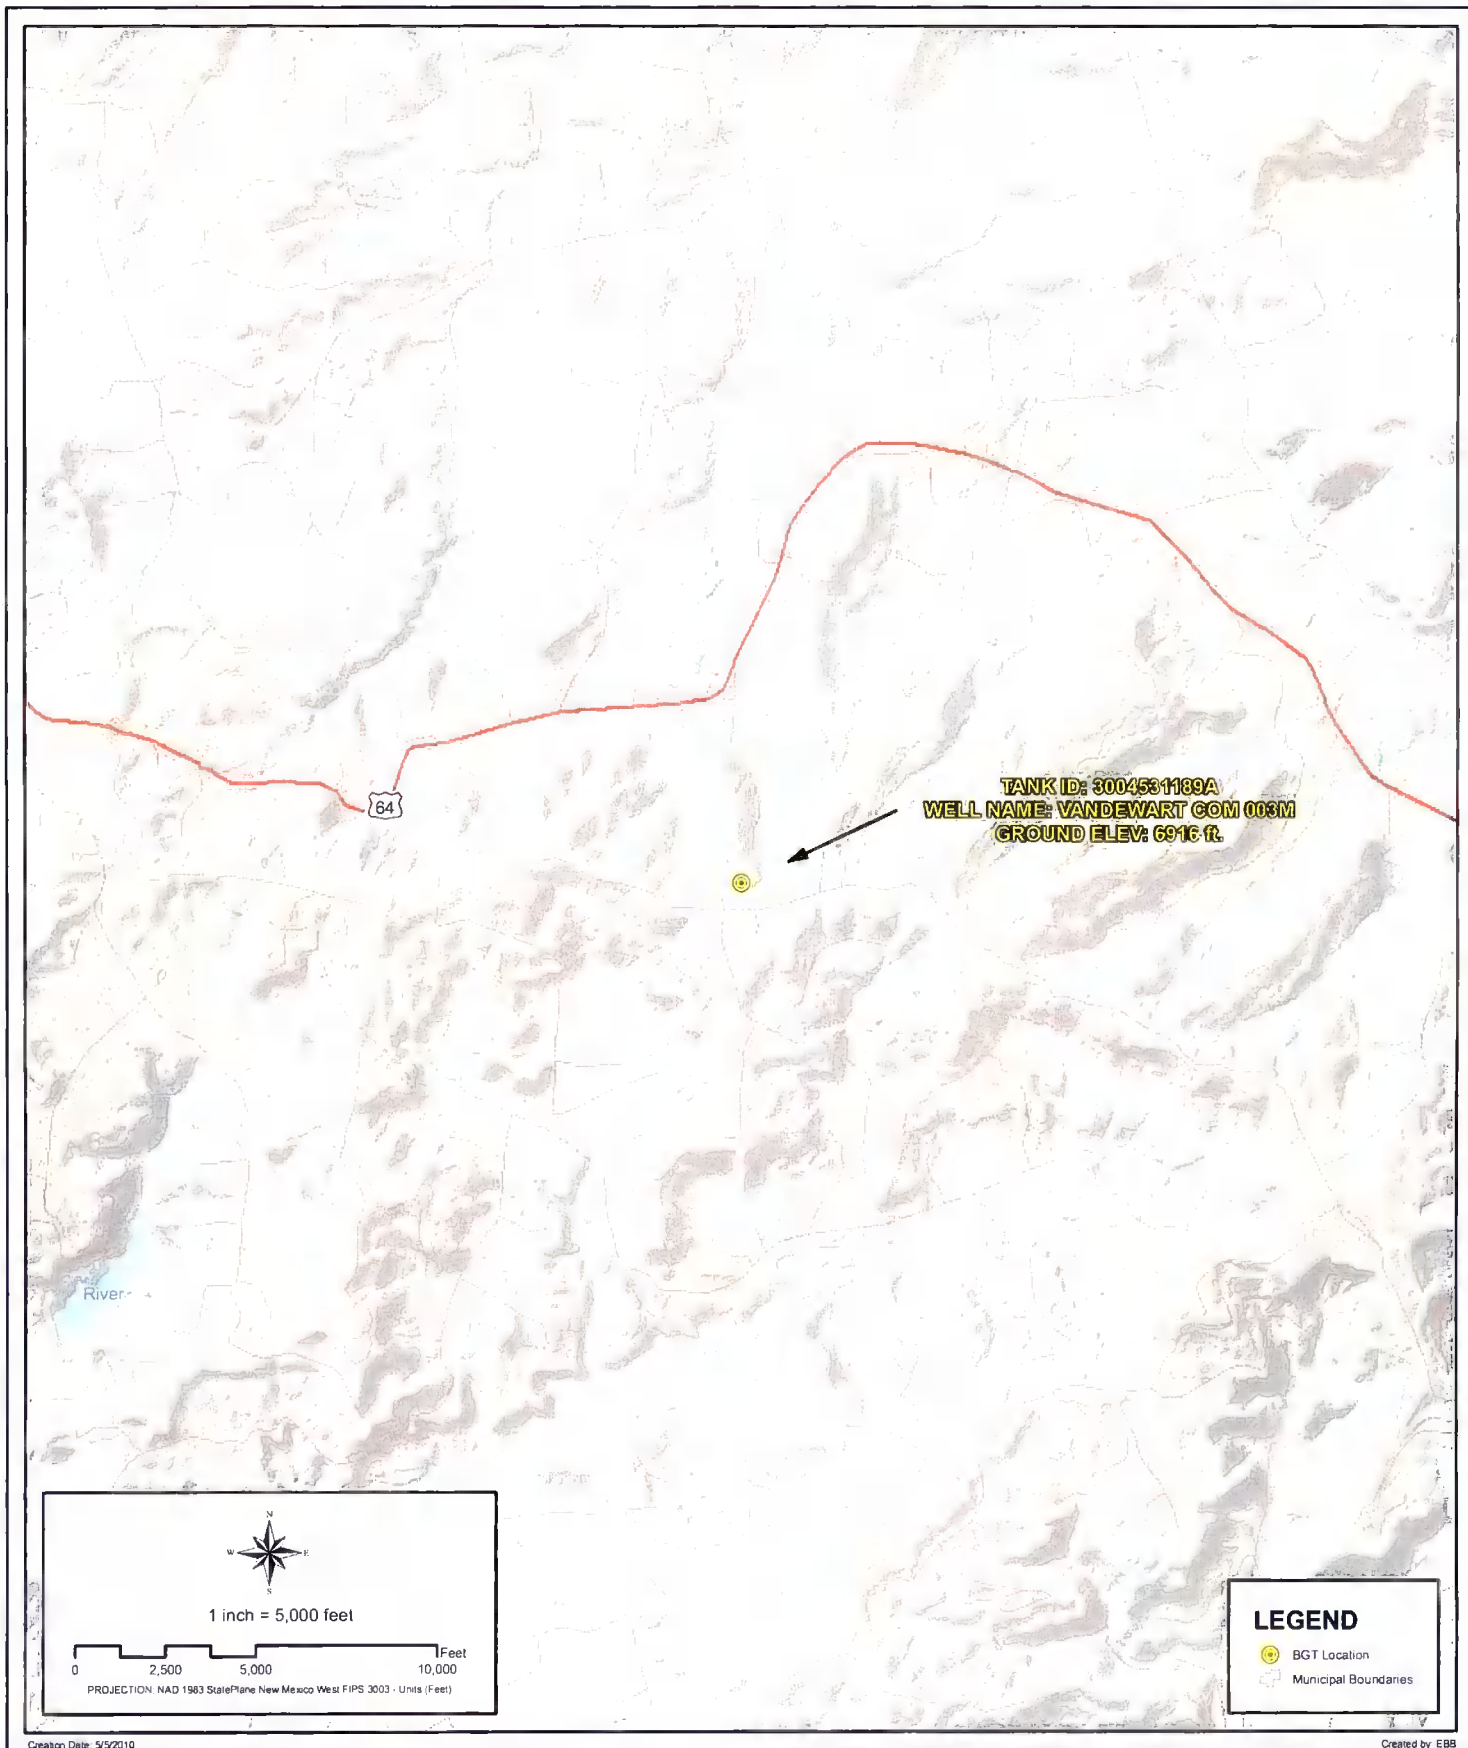 64
TANK ID: 3004531189A
WELL NAME: VANDEWART COM 003M
GROUND ELEV: 6916 ft.
River
N
W E
S
1 inch = 5,000 feet
Feet
0 2,500 5,000 10,000
PROJECTION: NAD 1983 StatePlane New Mexico West FIPS 3003 - Units (Feet)
LEGEND
BGT Location
Municipal Boundaries
Creation Date: 5/5/2010
Created by: EBB